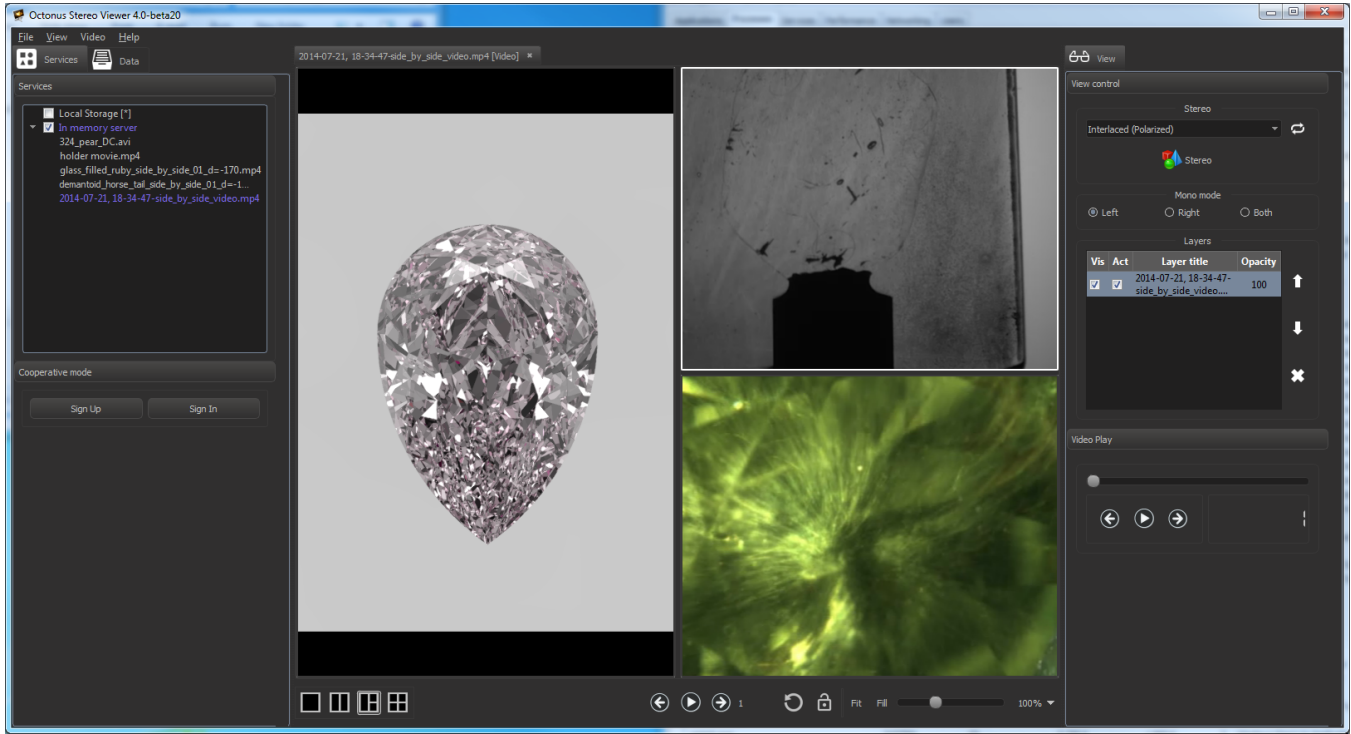 Octonus Stereo Viewer 4.0-beta20
File View Video Help
Services Data
2014-07-21, 18-34-47-side_by_side_video.mp4 [Video]
View
Services
Local Storage [*]
In memory server
324_pear_DC.avi
holder movie.mp4
glass_filled_ruby_side_by_side_01_d=-170.mp4
demantoid_horse_tail_side_by_side_01_d=-1...
2014-07-21, 18-34-47-side_by_side_video.mp4
Cooperative mode
Sign Up Sign In
1
Fit Fill 100%
View control
Stereo
Interlaced (Polarized)
Stereo
Mono mode
Left Right Both
Layers
Vis Act Layer title Opacity
2014-07-21, 18-34-47-
side_by_side_video.... 100
Video Play